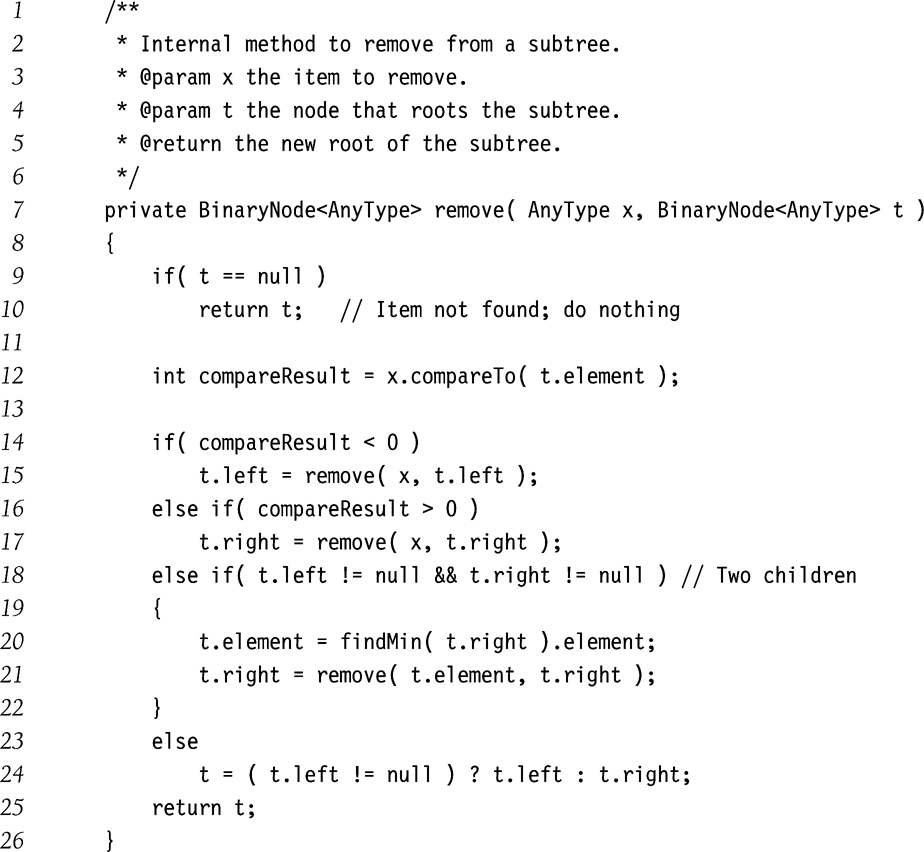 1 /**
2 * Internal method to remove from a subtree.
3 * @param x the item to remove.
4 * @param t the node that roots the subtree.
5 * @return the new root of the subtree.
6 */
7 private BinaryNode<AnyType> remove( AnyType x, BinaryNode<AnyType> t )
8 {
9 if( t == null )
10 return t; // Item not found; do nothing
11
12 int compareResult = x.compareTo( t.element );
13
14 if( compareResult < 0 )
15 t.left = remove( x, t.left );
16 else if( compareResult > 0 )
17 t.right = remove( x, t.right );
18 else if( t.left != null && t.right != null ) // Two children
19 {
20 t.element = findMin( t.right ).element;
21 t.right = remove( t.element, t.right );
22 }
23 else
24 t = ( t.left != null ) ? t.left : t.right;
25 return t;
26 }